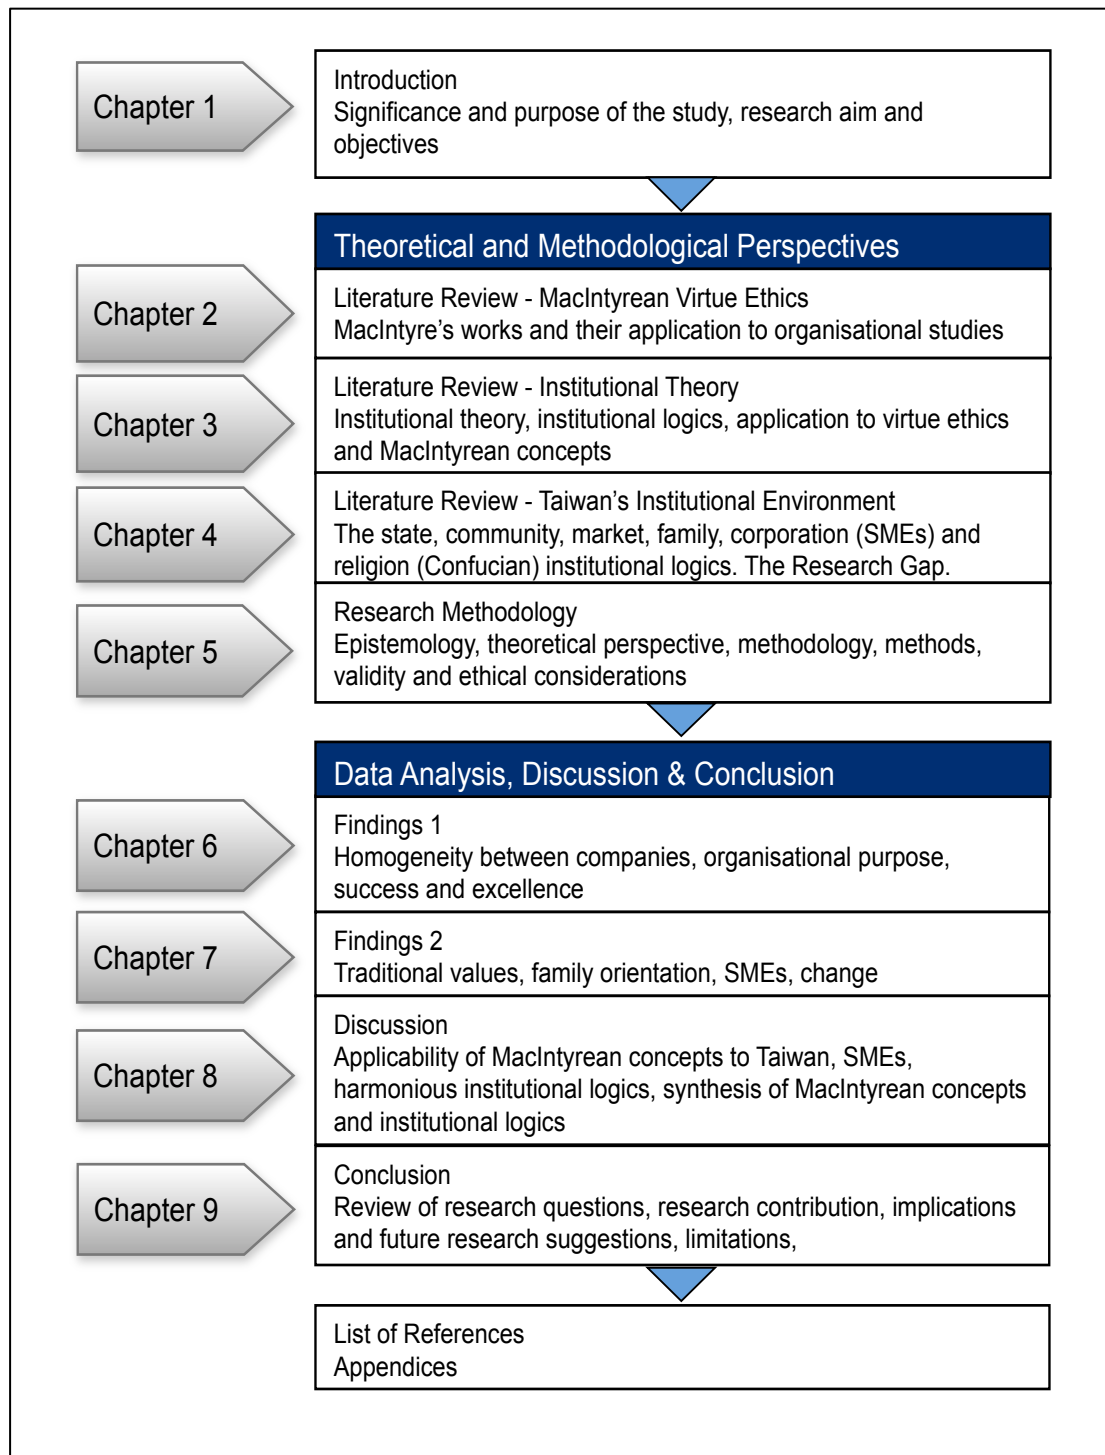 Chapter 1
Introduction
Significance and purpose of the study, research aim and
objectives
Theoretical and Methodological Perspectives
Chapter 2
Literature Review - MacIntyrean Virtue Ethics
MacIntyre’s works and their application to organisational studies
Chapter 3
Literature Review - Institutional Theory
Institutional theory, institutional logics, application to virtue ethics
and MacIntyrean concepts
Chapter 4
Literature Review - Taiwan’s Institutional Environment
The state, community, market, family, corporation (SMEs) and
religion (Confucian) institutional logics. The Research Gap.
Chapter 5
Research Methodology
Epistemology, theoretical perspective, methodology, methods,
validity and ethical considerations
Data Analysis, Discussion & Conclusion
Chapter 6
Findings 1
Homogeneity between companies, organisational purpose,
success and excellence
Chapter 7
Findings 2
Traditional values, family orientation, SMEs, change
Chapter 8
Discussion
Applicability of MacIntyrean concepts to Taiwan, SMEs,
harmonious institutional logics, synthesis of MacIntyrean concepts
and institutional logics
Chapter 9
Conclusion
Review of research questions, research contribution, implications
and future research suggestions, limitations,
List of References
Appendices